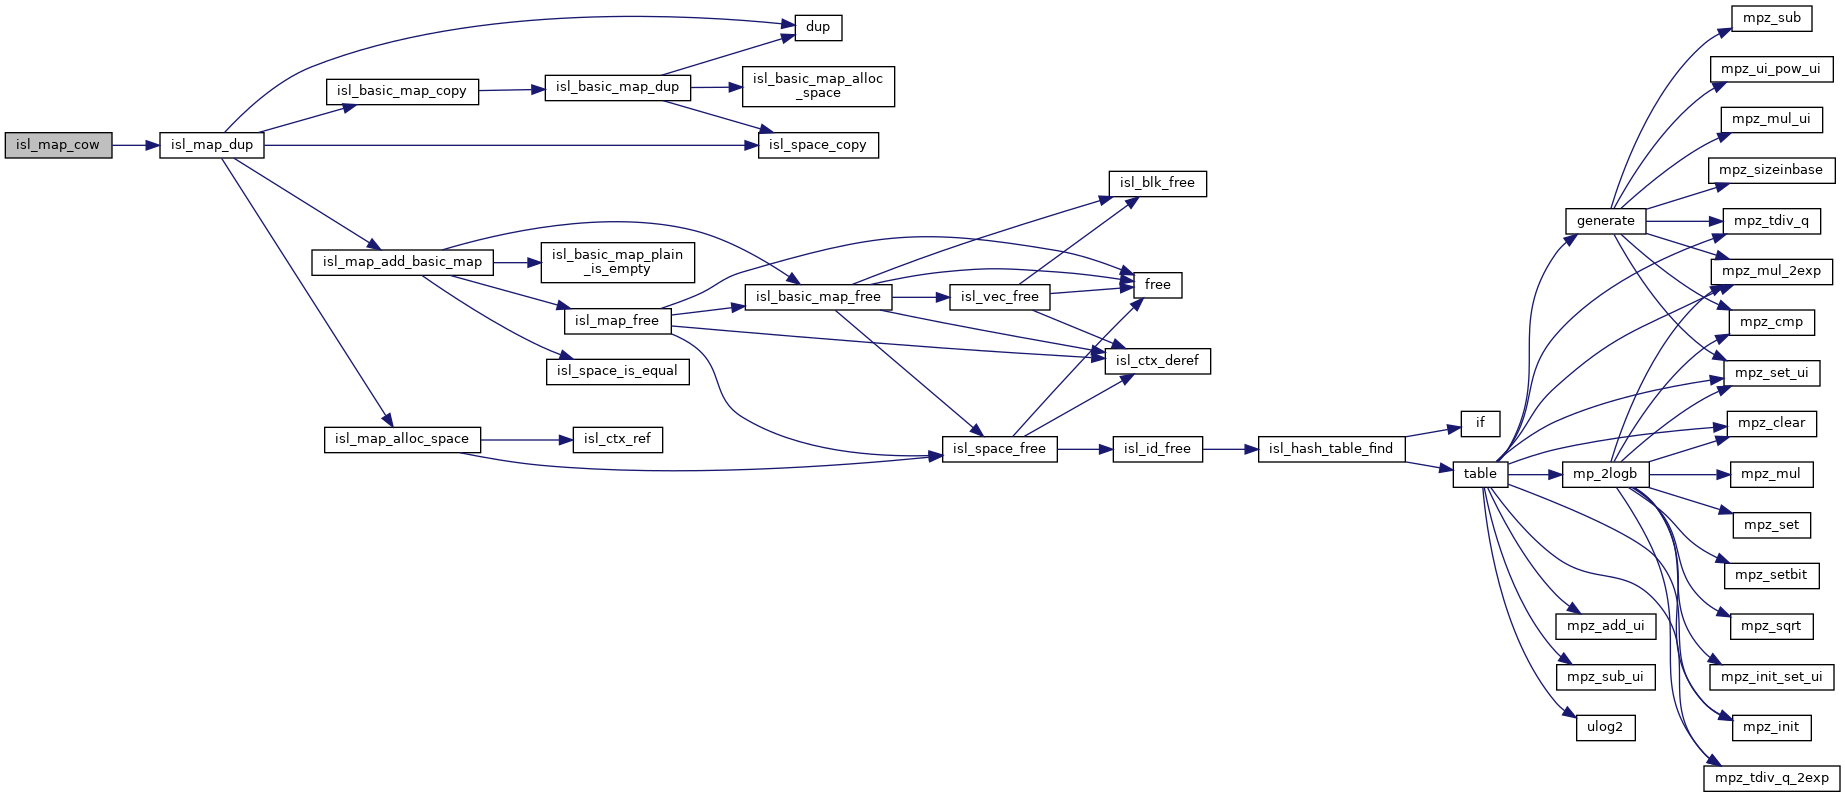 isl_map_cow
isl_map_dup
dup
isl_basic_map_copy
isl_basic_map_dup
isl_basic_map_alloc
_space
isl_space_copy
isl_map_add_basic_map
isl_basic_map_plain
_is_empty
isl_map_free
isl_space_is_equal
isl_map_alloc_space
isl_ctx_ref
isl_basic_map_free
isl_blk_free
isl_vec_free
free
isl_ctx_deref
isl_space_free
isl_id_free
isl_hash_table_find
if
table
generate
mp_2logb
mpz_add_ui
mpz_sub_ui
ulog2
mpz_sub
mpz_ui_pow_ui
mpz_mul_ui
mpz_sizeinbase
mpz_tdiv_q
mpz_mul_2exp
mpz_cmp
mpz_set_ui
mpz_clear
mpz_mul
mpz_set
mpz_setbit
mpz_sqrt
mpz_init_set_ui
mpz_init
mpz_tdiv_q_2exp